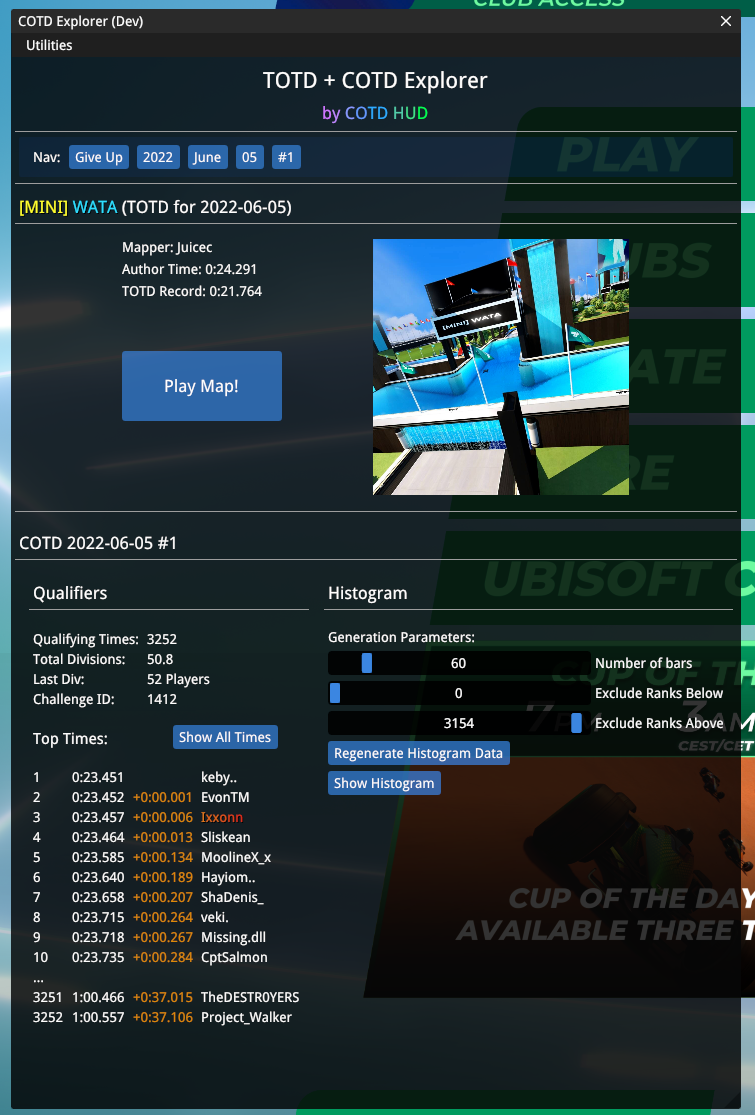 CLUB ACCESS
COTD Explorer (Dev)
Utilities
TOTD + COTD Explorer
by COTD HUD
Nav: Give Up 2022 June 05 #1
PLAY
[MINI] WATA (TOTD for 2022-06-05)
Mapper: Juicec
Author Time: 0:24.291
TOTD Record: 0:21.764
UBS
[MINI] WATA
ATE
Play Map!
RE
COTD 2022-06-05 #1
UBISOFT C
Qualifiers
Histogram
Qualifying Times: 3252
Total Divisions: 50.8
Last Div: 52 Players
Challenge ID: 1412
Top Times: Show All Times
Generation Parameters:
60 Number of bars
0 Exclude Ranks Below
3154 Exclude Ranks Above
Regenerate Histogram Data
Show Histogram
CUP OF TH
7PM 3AM
CEST/CET
1 0:23.451 keby..
2 0:23.452 +0:00.001 EvonTM
3 0:23.457 +0:00.006 Ixxonn
4 0:23.464 +0:00.013 Sliskean
5 0:23.585 +0:00.134 MoolineX_x
6 0:23.640 +0:00.189 Hayiom..
7 0:23.658 +0:00.207 ShaDenis_
8 0:23.715 +0:00.264 veki.
9 0:23.718 +0:00.267 Missing.dll
10 0:23.735 +0:00.284 CptSalmon
...
3251 1:00.466 +0:37.015 TheDESTR0YERS
3252 1:00.557 +0:37.106 Project_Walker
CUP OF THE DAY
AVAILABLE THREE T